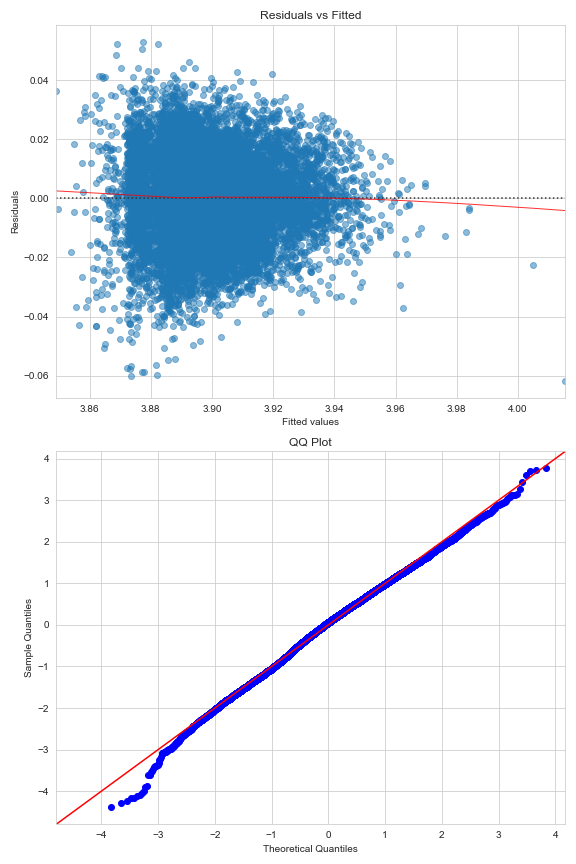 Residuals vs Fitted
0.04
0.02
0.00
−0.02
−0.04
−0.06
Residuals
3.86 3.88 3.90 3.92 3.94 3.96 3.98 4.00
Fitted values
QQ Plot
4
3
2
1
0
−1
−2
−3
−4
Sample Quantiles
−4 −3 −2 −1 0 1 2 3 4
Theoretical Quantiles